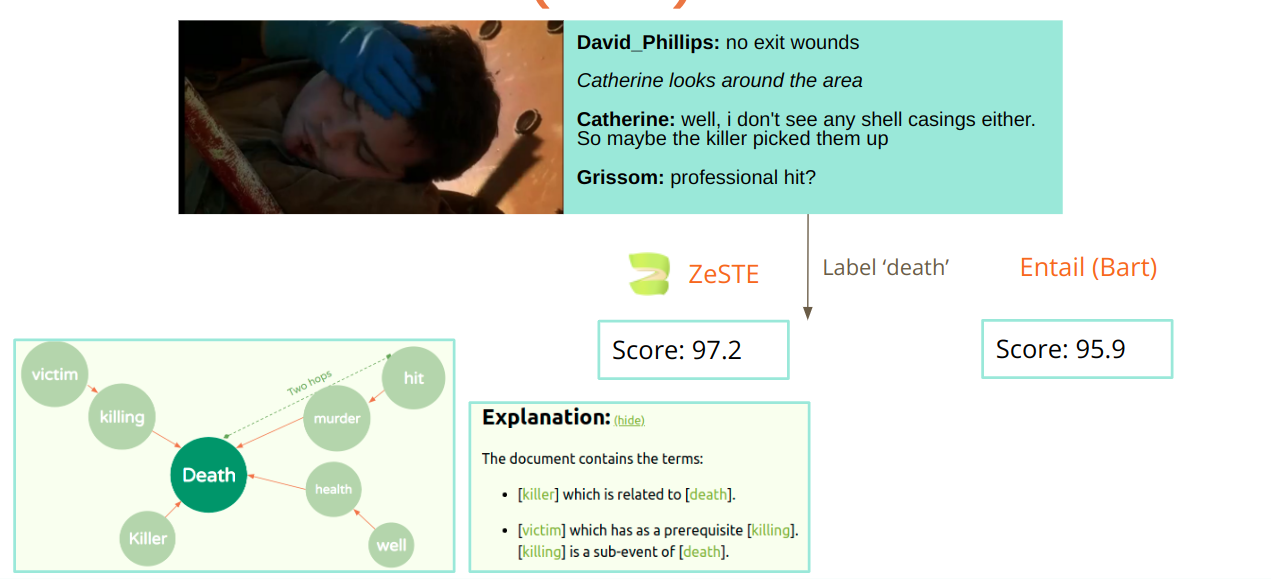 David_Phillips: no exit wounds
Catherine looks around the area
Catherine: well, i don't see any shell casings either.
So maybe the killer picked them up
Grissom: professional hit?
ZeSTE
Label ‘death’
Entail (Bart)
Score: 97.2
Score: 95.9
victim
killing
Two hops
hit
murder
Death
health
Killer
well
Explanation: (hide)
The document contains the terms:
• [killer] which is related to [death].
• [victim] which has as a prerequisite [killing].
[killing] is a sub-event of [death].